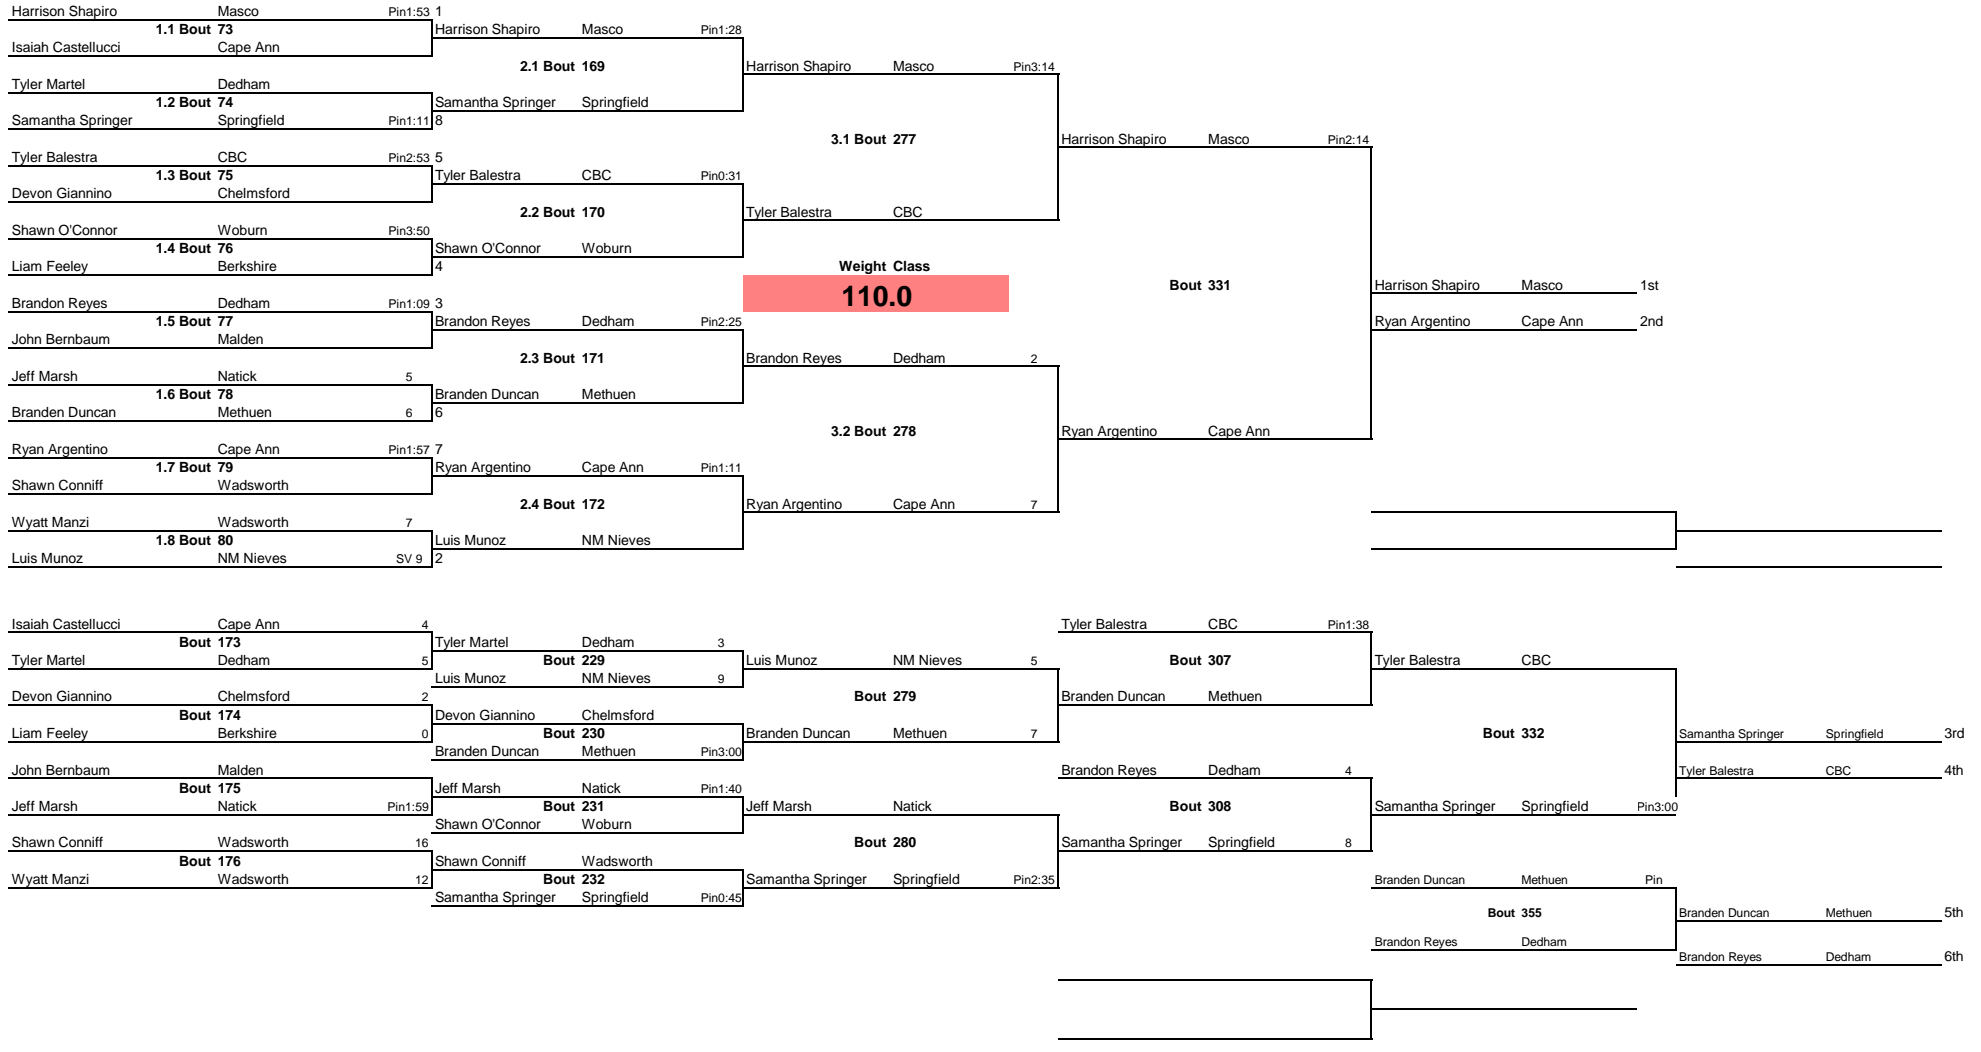 Harrison Shapiro Masco Pin1:53 1
1.1 Bout 73 Harrison Shapiro Masco Pin1:28
Isaiah Castellucci Cape Ann
2.1 Bout 169 Harrison Shapiro Masco Pin3:14
Tyler Martel Dedham
1.2 Bout 74 Samantha Springer Springfield
Samantha Springer Springfield Pin1:11 8
3.1 Bout 277 Harrison Shapiro Masco Pin2:14
Tyler Balestra CBC Pin2:53 5
1.3 Bout 75 Tyler Balestra CBC Pin0:31
Devon Giannino Chelmsford
2.2 Bout 170 Tyler Balestra CBC
Shawn O'Connor Woburn Pin3:50
1.4 Bout 76 Shawn O'Connor Woburn
Liam Feeley Berkshire 4 Weight Class
110.0 Bout 331 Harrison Shapiro Masco 1st
Brandon Reyes Dedham Pin1:09 3
1.5 Bout 77 Brandon Reyes Dedham Pin2:25 Ryan Argentino Cape Ann 2nd
John Bernbaum Malden
2.3 Bout 171 Brandon Reyes Dedham 2
Jeff Marsh Natick 5
1.6 Bout 78 Branden Duncan Methuen
Branden Duncan Methuen 6 6
3.2 Bout 278 Ryan Argentino Cape Ann
Ryan Argentino Cape Ann Pin1:57 7
1.7 Bout 79 Ryan Argentino Cape Ann Pin1:11
Shawn Conniff Wadsworth
2.4 Bout 172 Ryan Argentino Cape Ann 7
Wyatt Manzi Wadsworth 7
1.8 Bout 80 Luis Munoz NM Nieves
Luis Munoz NM Nieves SV 9 2
Isaiah Castellucci Cape Ann 4 Tyler Balestra CBC Pin1:38
Bout 173 Tyler Martel Dedham 3
Tyler Martel Dedham 5 Bout 229 Luis Munoz NM Nieves 5 Bout 307 Tyler Balestra CBC
Luis Munoz NM Nieves 9
Devon Giannino Chelmsford 2 Bout 279 Branden Duncan Methuen
Bout 174 Devon Giannino Chelmsford
Liam Feeley Berkshire 0 Bout 230 Branden Duncan Methuen 7 Bout 332 Samantha Springer Springfield 3rd
Branden Duncan Methuen Pin3:00
John Bernbaum Malden Brandon Reyes Dedham 4 Tyler Balestra CBC 4th
Bout 175 Jeff Marsh Natick Pin1:40
Jeff Marsh Natick Pin1:59 Bout 231 Jeff Marsh Natick Bout 308 Samantha Springer Springfield Pin3:00
Shawn O'Connor Woburn
Shawn Conniff Wadsworth 16 Bout 280 Samantha Springer Springfield 8
Bout 176 Shawn Conniff Wadsworth
Wyatt Manzi Wadsworth 12 Bout 232 Samantha Springer Springfield Pin2:35 Branden Duncan Methuen Pin
Samantha Springer Springfield Pin0:45
Bout 355 Branden Duncan Methuen 5th
Brandon Reyes Dedham
Brandon Reyes Dedham 6th